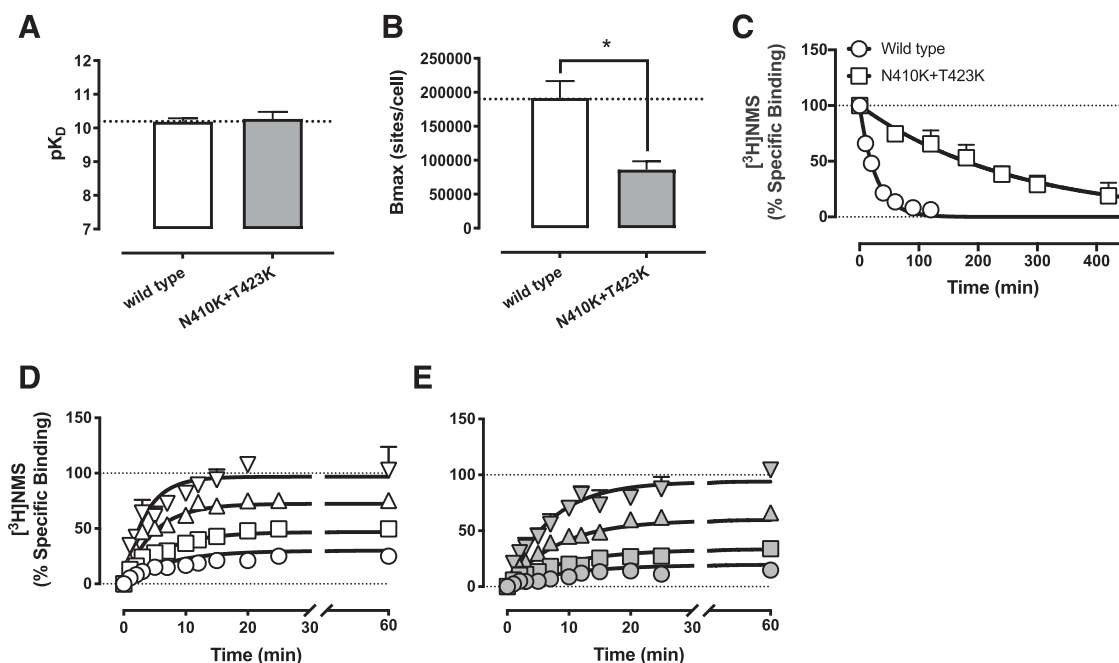 A
pKD
12
11
10
9
8
7
wild type
N410K+T423K
B
Bmax (sites/cell)
250000
200000
150000
100000
50000
0
*
wild type
N410K+T423K
C
[3H]NMS
(% Specific Binding)
150
100
50
0
Wild type
N410K+T423K
0 100 200 300 400
Time (min)
D
[3H]NMS
(% Specific Binding)
150
100
50
0
0 10 20 30 60
Time (min)
E
150
100
50
0
0 10 20 30 60
Time (min)